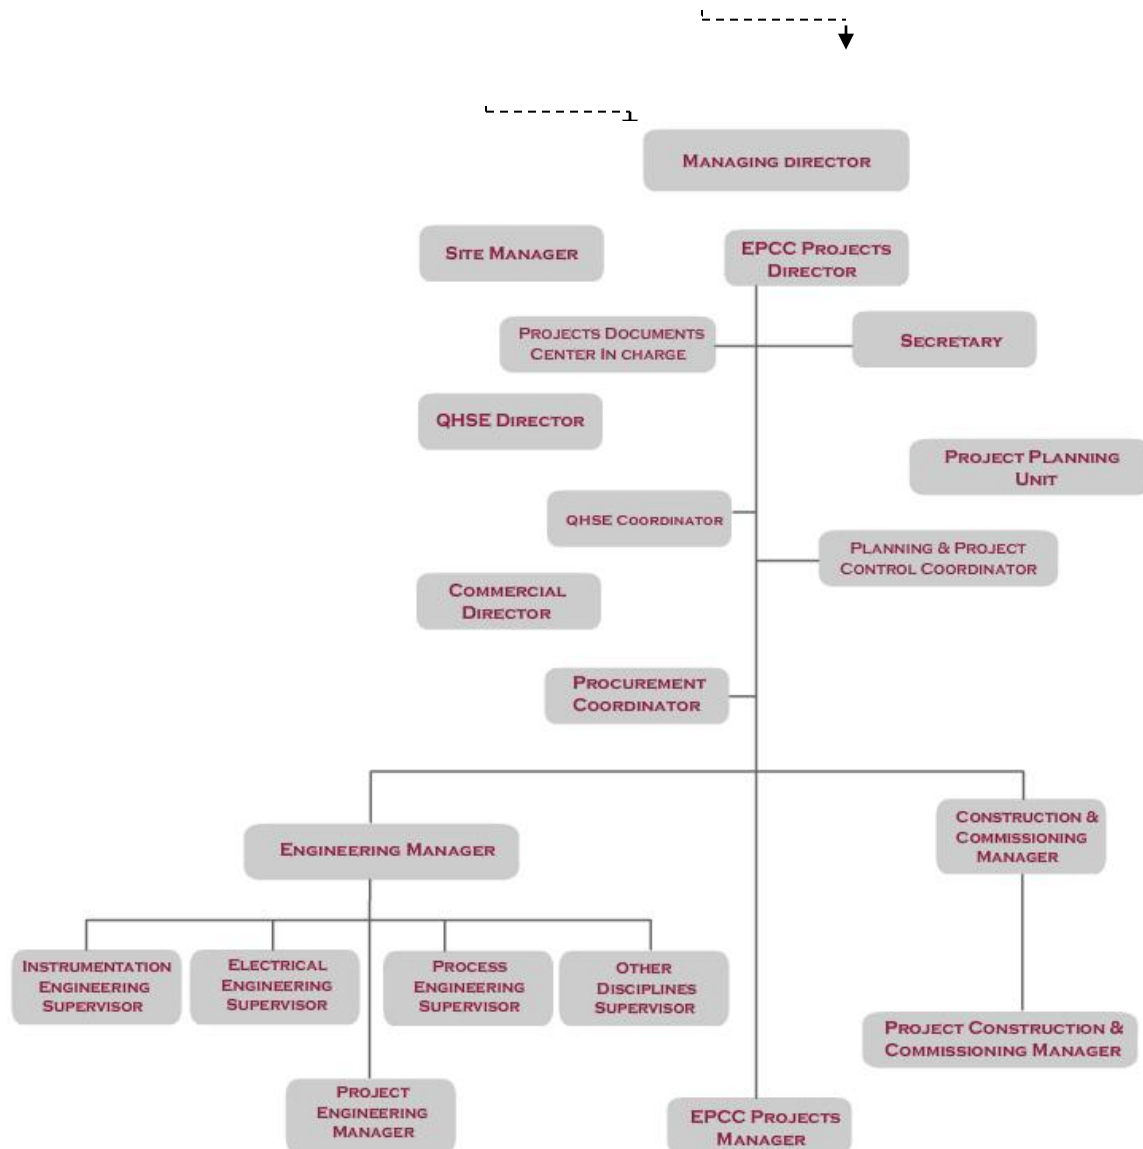 Managing director
Site Manager
EPCC Projects
Director
Projects Documents
Center In charge
Secretary
QHSE Director
Project Planning
Unit
QHSE Coordinator
Planning & Project
Control Coordinator
Commercial
Director
Procurement
Coordinator
Engineering Manager
Construction &
Commissioning
Manager
Instrumentation
Engineering
Supervisor
Electrical
Engineering
Supervisor
Process
Engineering
Supervisor
Other
Disciplines
Supervisor
Project Construction &
Commissioning Manager
Project
Engineering
Manager
EPCC Projects
Manager